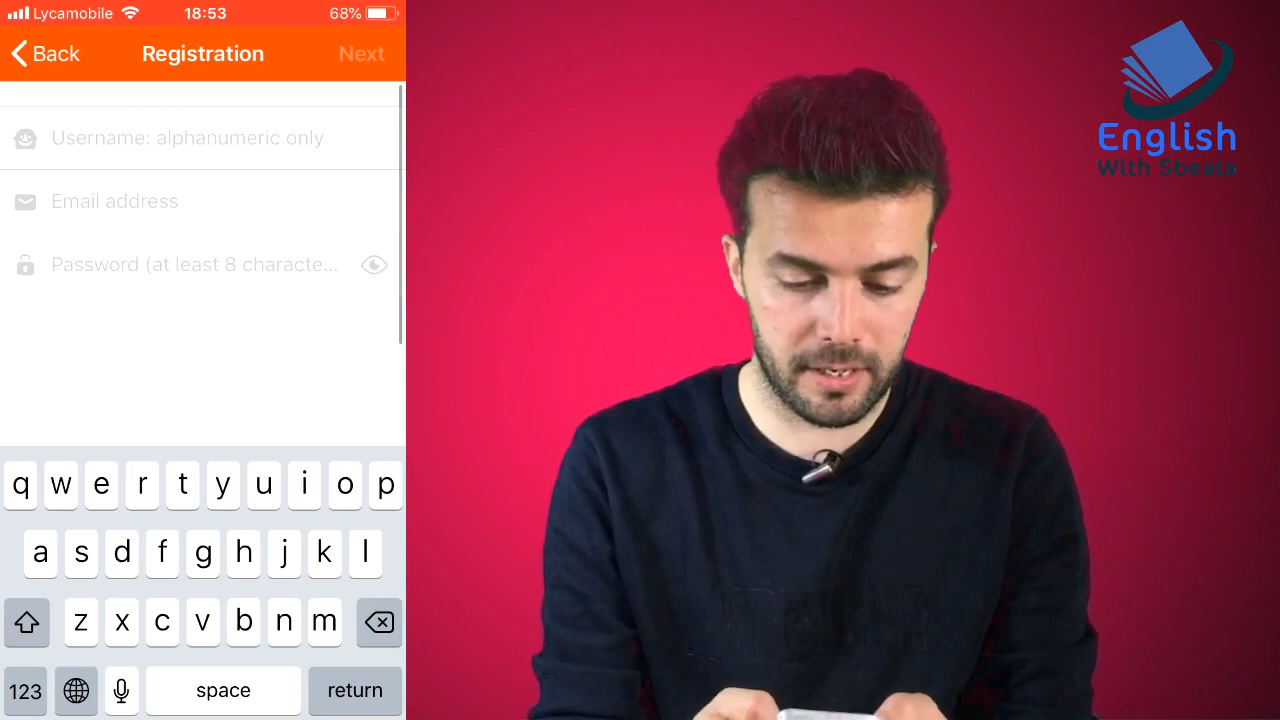 Lycamobile
18:53
68%
Back
Registration
Next
Username: alphanumeric only
Email address
Password (at least 8 characte...
q w e r t y u i o p
a s d f g h j k l
z x c v b n m
123
space
return
English
With Sbeata